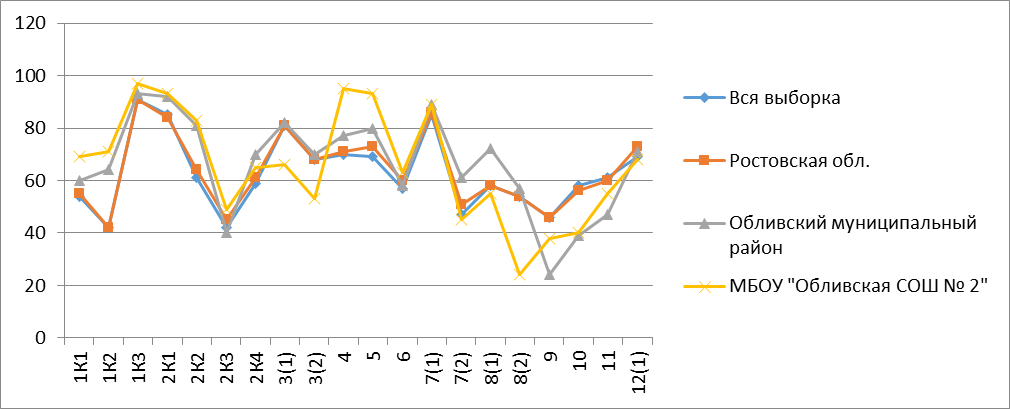 120
100
80
60
40
20
0
1К1 1К2 1К3 2К1 2К2 2К3 2К4 3(1) 3(2) 4 5 6 7(1) 7(2) 8(1) 8(2) 9 10 11 12(1)
Вся выборка
Ростовская обл.
Обливский муниципальный
район
МБОУ "Обливская СОШ № 2"